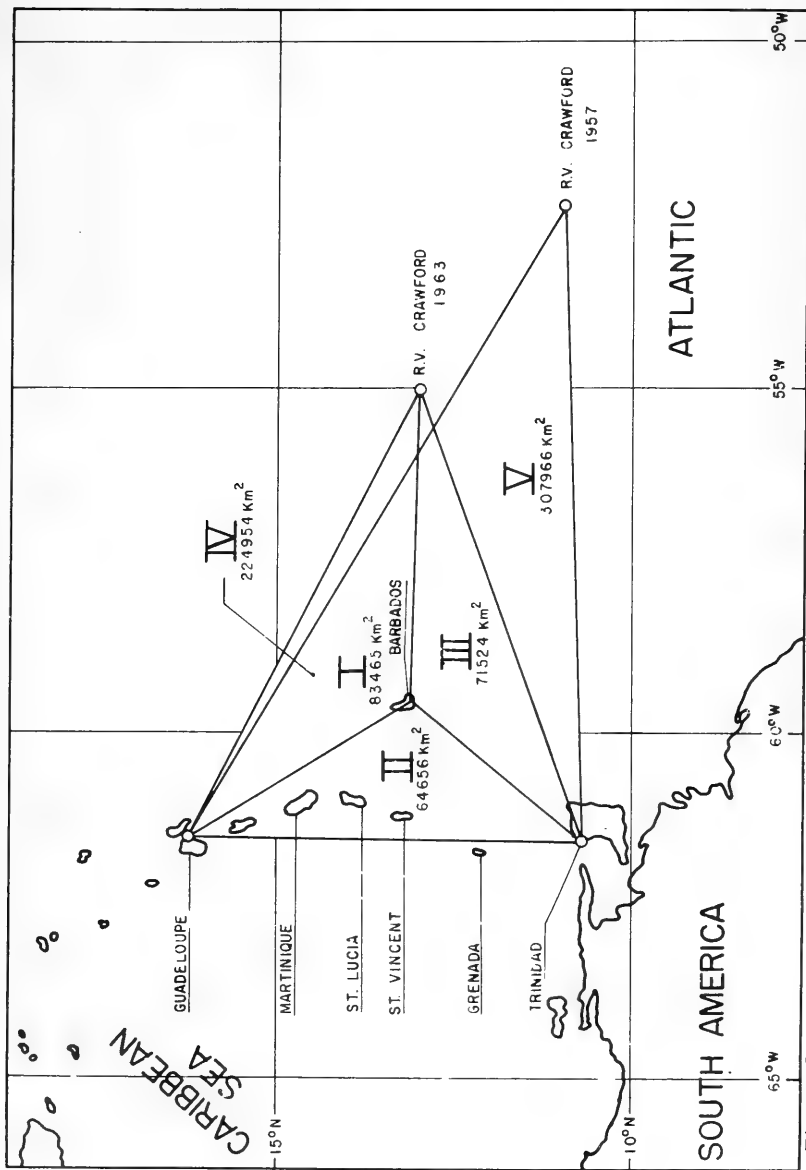 50°W
R.V. CRAWFORD
1957
R.V. CRAWFORD
1963
ATLANTIC
55°W
IV
224954 Km²
V
307966 Km²
BARBADOS
I
83465 Km²
III
71524 Km²
60°W
II
64656 Km²
GUADELOUPE
MARTINIQUE
ST. LUCIA
ST. VINCENT
GRENADA
TRINIDAD
CARIBBEAN
SEA
SOUTH AMERICA
65°W
15°N
10°N